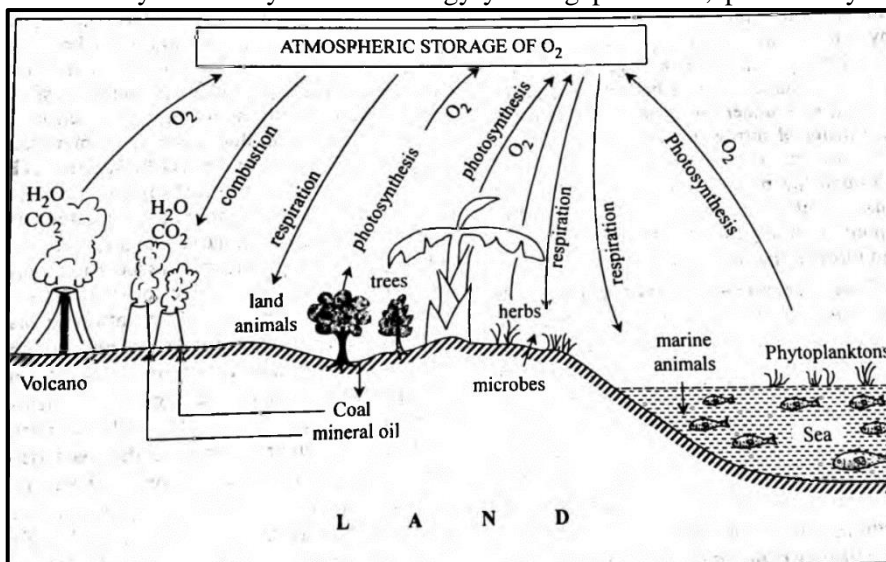 ATMOSPHERIC STORAGE OF O2
O2
combustion
respiration
photosynthesis
O2
photosynthesis
O2
respiration
respiration
O2
Photosynthesis
H2O
CO2
H2O
CO2
land
animals
trees
herbs
microbes
marine
animals
Phytoplanktons
Volcano
Coal
mineral oil
Sea
L A N D